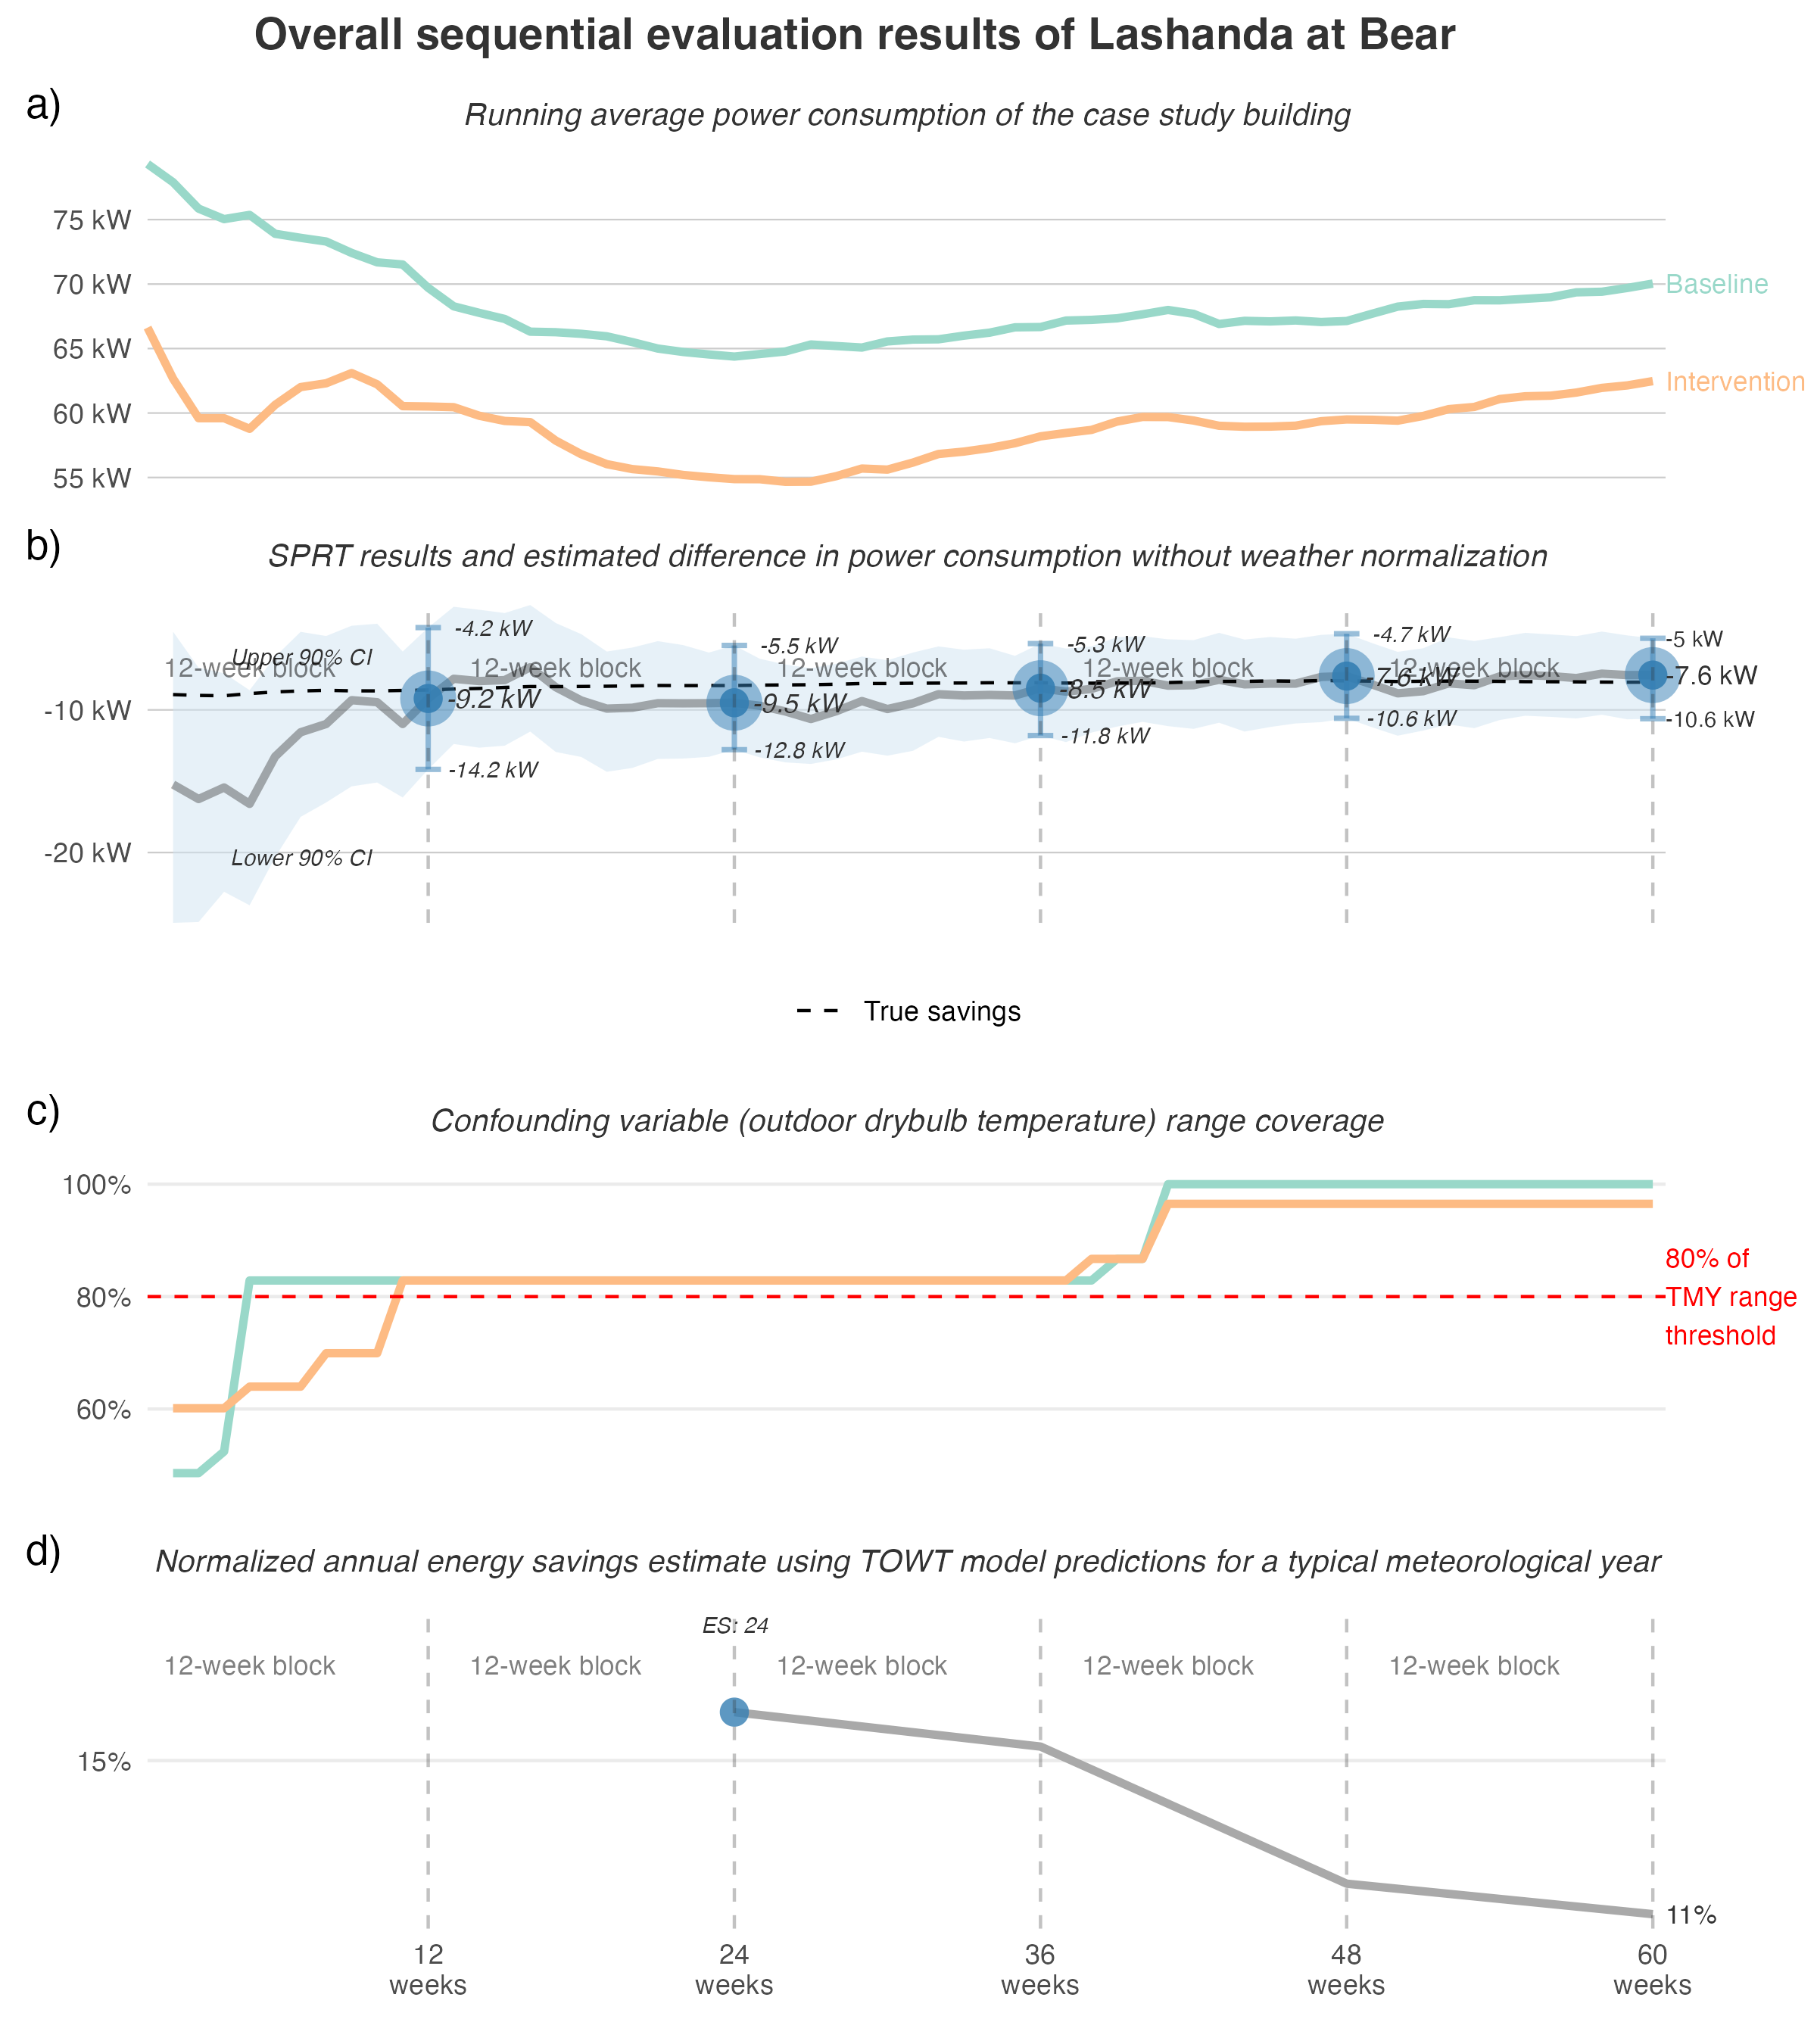 Overall sequential evaluation results of Lashanda at Bear
a)
Running average power consumption of the case study building
75 kW
70 kW
65 kW
60 kW
55 kW
Baseline
Intervention
b)
SPRT results and estimated difference in power consumption without weather normalization
-10 kW
-20 kW
12-week block
12-week block
12-week block
12-week block
12-week block
Upper 90% CI
Lower 90% CI
-4.2 kW
-9.2 kW
-14.2 kW
-5.5 kW
-9.5 kW
-12.8 kW
-5.3 kW
-8.5 kW
-11.8 kW
-4.7 kW
-7.6 kW
-10.6 kW
-5 kW
-7.6 kW
-10.6 kW
True savings
c)
Confounding variable (outdoor drybulb temperature) range coverage
100%
80%
60%
80% of
TMY range
threshold
d)
Normalized annual energy savings estimate using TOWT model predictions for a typical meteorological year
ES: 24
12-week block
12-week block
12-week block
12-week block
12-week block
15%
11%
12
weeks
24
weeks
36
weeks
48
weeks
60
weeks